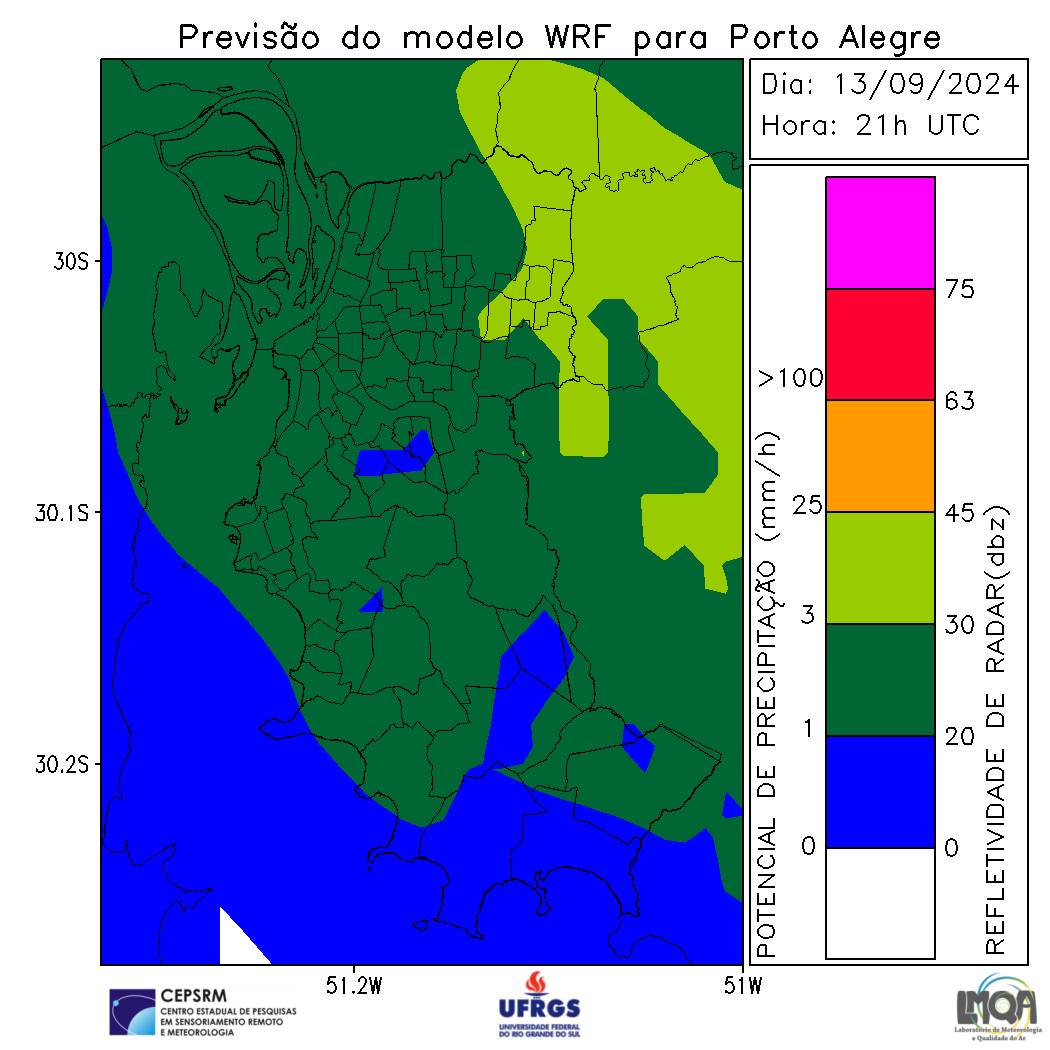 Previsão do modelo WRF para Porto Alegre
Dia: 13/09/2024
Hora: 21h UTC
30S
30.1S
30.2S
51.2W
51W
POTENCIAL DE PRECIPITAÇÃO (mm/h)
>100
25
3
1
0
75
63
45
30
20
0
REFLETIVIDADE DE RADAR(dbz)
CEPSRM
CENTRO ESTADUAL DE PESQUISAS
EM SENSORIAMENTO REMOTO
E METEOROLOGIA
UFRGS
UNIVERSIDADE FEDERAL
DO RIO GRANDE DO SUL
LMQA
Laboratório de Meteorologia
e Qualidade do Ar